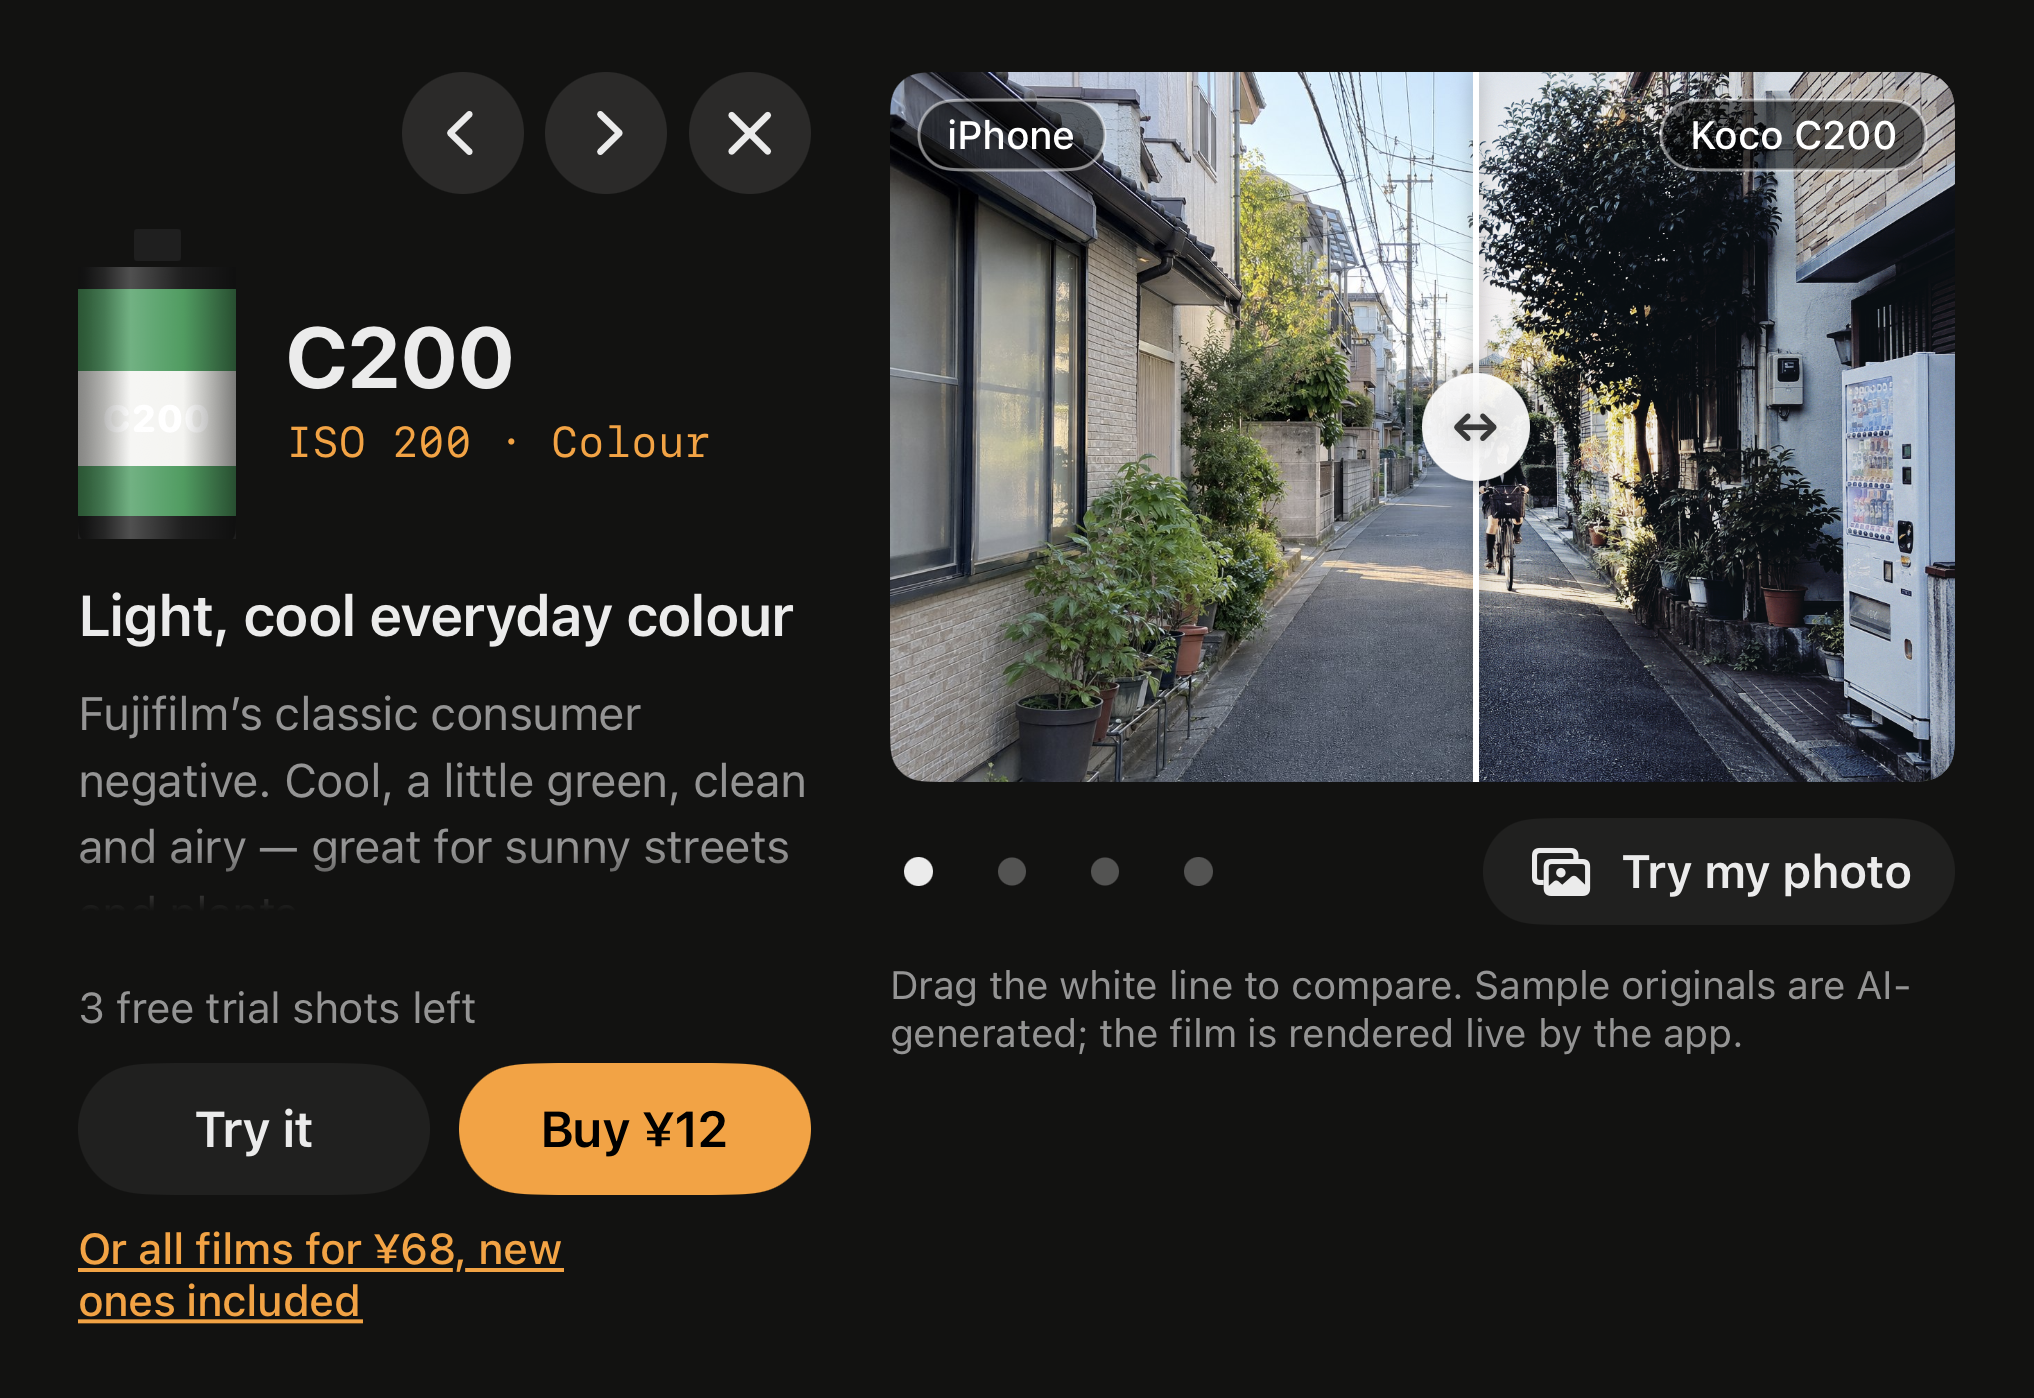 C200
C200
ISO 200 · Colour
Light, cool everyday colour
Fujifilm’s classic consumer
negative. Cool, a little green, clean
and airy — great for sunny streets
and plants.
3 free trial shots left
Try it
Buy ¥12
Or all films for ¥68, new
ones included
iPhone
Koco C200
Try my photo
Drag the white line to compare. Sample originals are AI-
generated; the film is rendered live by the app.